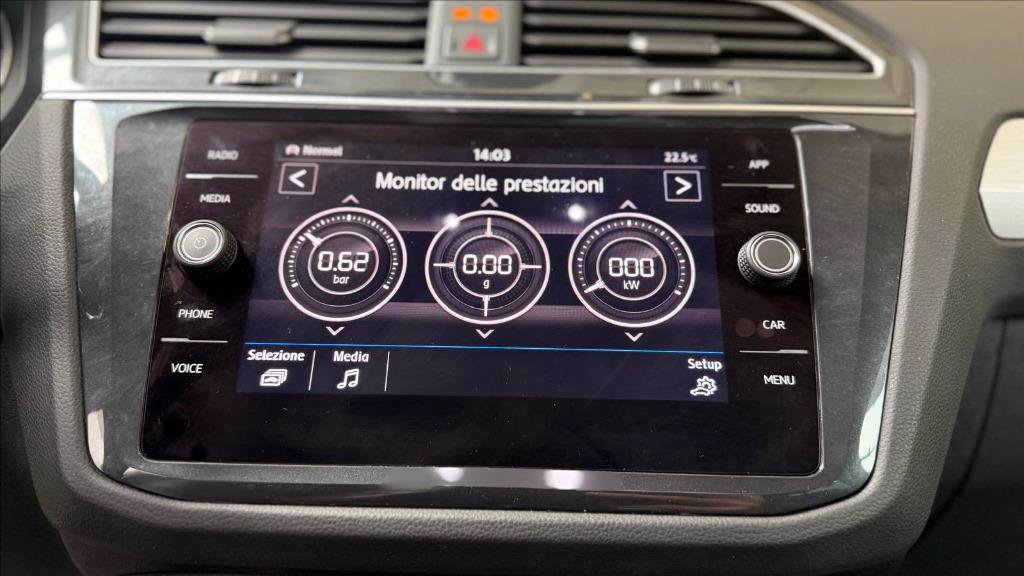 Normal 14:03 22.5°C
< Monitor delle prestazioni >
0.62 0.00 000
bar g kW
Selezione Media Setup
RADIO
MEDIA
PHONE
VOICE
APP
SOUND
CAR
MENU